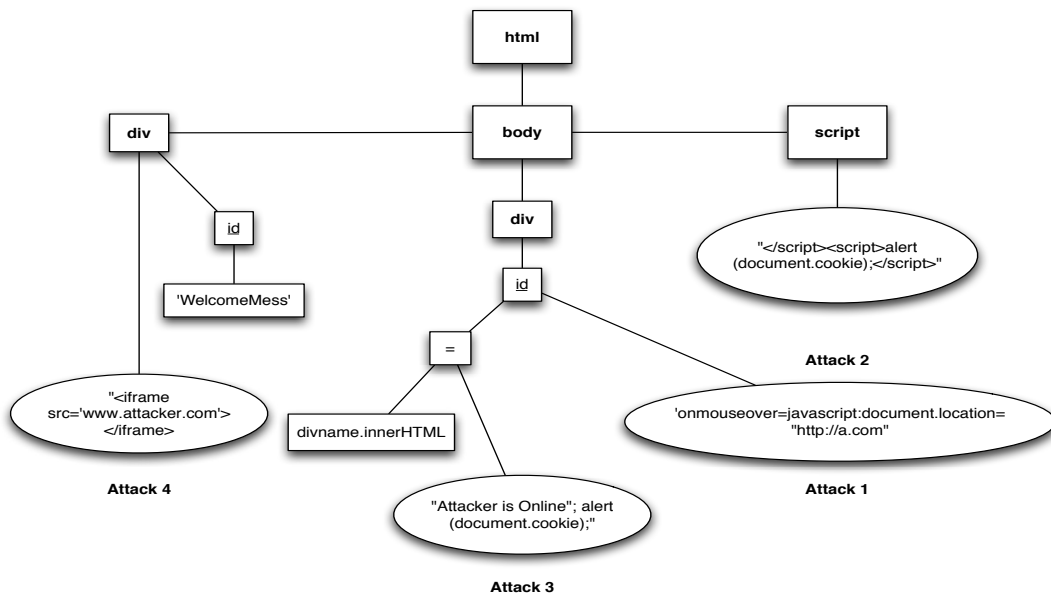 html
div
body
script
div
id
"</script><script>alert
(document.cookie);</script>"
id
'WelcomeMess'
=
Attack 2
"<iframe
src='www.attacker.com'>
</iframe>
'onmouseover=javascript:document.location=
"http://a.com"
divname.innerHTML
Attack 4
Attack 1
"Attacker is Online"; alert
(document.cookie);"
Attack 3